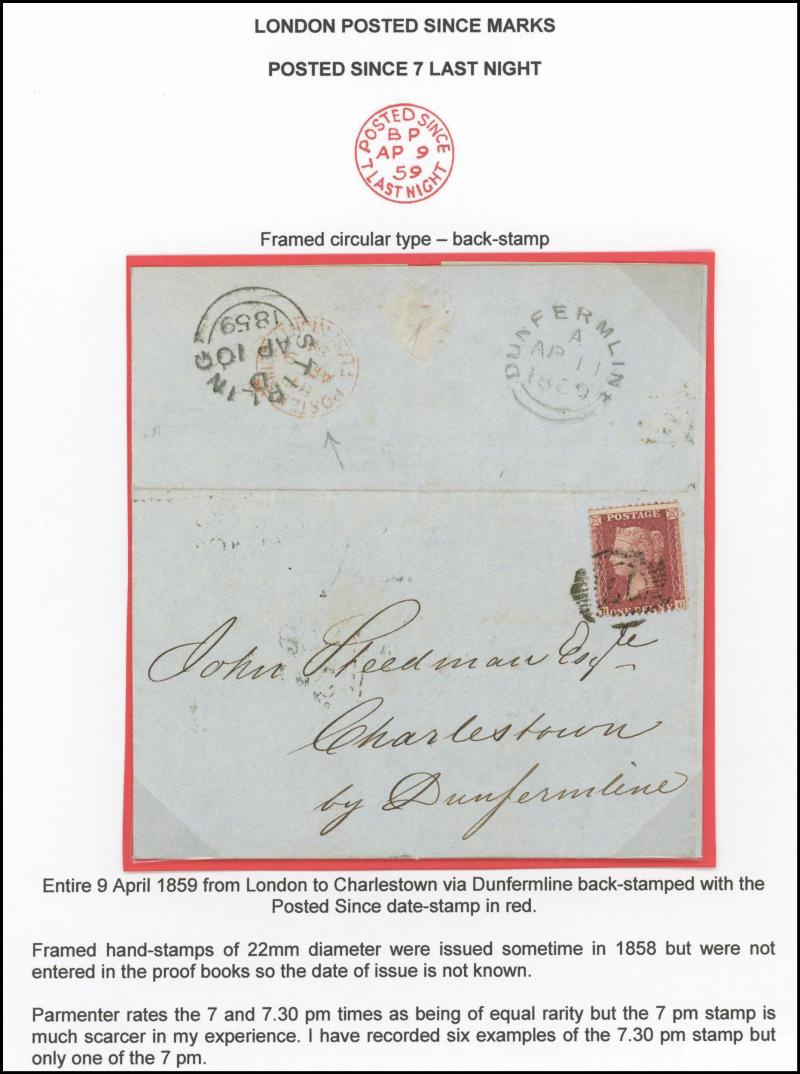 LONDON POSTED SINCE MARKS
POSTED SINCE 7 LAST NIGHT
POSTED SINCE
BP
AP 9
59
7 LAST NIGHT
Framed circular type – back-stamp
1859
AP 10
DUNFERMLINE
A
AP 11
1859
POSTAGE
ONE PENNY
John Steedman Esqre
Charlestown
by Dunfermline
Entire 9 April 1859 from London to Charlestown via Dunfermline back-stamped with the
Posted Since date-stamp in red.
Framed hand-stamps of 22mm diameter were issued sometime in 1858 but were not
entered in the proof books so the date of issue is not known.
Parmenter rates the 7 and 7.30 pm times as being of equal rarity but the 7 pm stamp is
much scarcer in my experience. I have recorded six examples of the 7.30 pm stamp but
only one of the 7 pm.